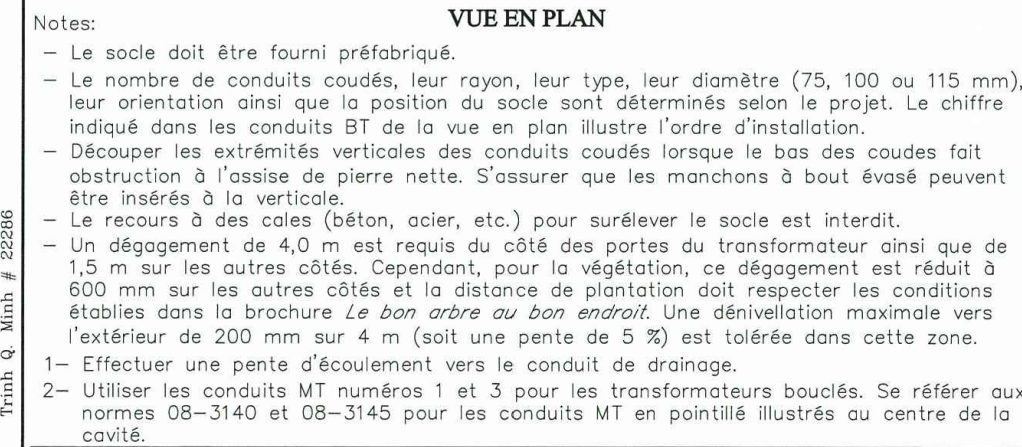 VUE EN PLAN
Notes:
– Le socle doit être fourni préfabriqué.
– Le nombre de conduits coudés, leur rayon, leur type, leur diamètre (75, 100 ou 115 mm),
leur orientation ainsi que la position du socle sont déterminés selon le projet. Le chiffre
indiqué dans les conduits BT de la vue en plan illustre l'ordre d'installation.
– Découper les extrémités verticales des conduits coudés lorsque le bas des coudes fait
obstruction à l'assise de pierre nette. S'assurer que les manchons à bout évasé peuvent
être insérés à la verticale.
– Le recours à des cales (béton, acier, etc.) pour surélever le socle est interdit.
– Un dégagement de 4,0 m est requis du côté des portes du transformateur ainsi que de
1,5 m sur les autres côtés. Cependant, pour la végétation, ce dégagement est réduit à
600 mm sur les autres côtés et la distance de plantation doit respecter les conditions
établies dans la brochure Le bon arbre au bon endroit. Une dénivellation maximale vers
l'extérieur de 200 mm sur 4 m (soit une pente de 5 %) est tolérée dans cette zone.
1– Effectuer une pente d'écoulement vers le conduit de drainage.
2– Utiliser les conduits MT numéros 1 et 3 pour les transformateurs bouclés. Se référer aux
normes 08–3140 et 08–3145 pour les conduits MT en pointillé illustrés au centre de la
cavité.
Trinh Q. Minh # 22286